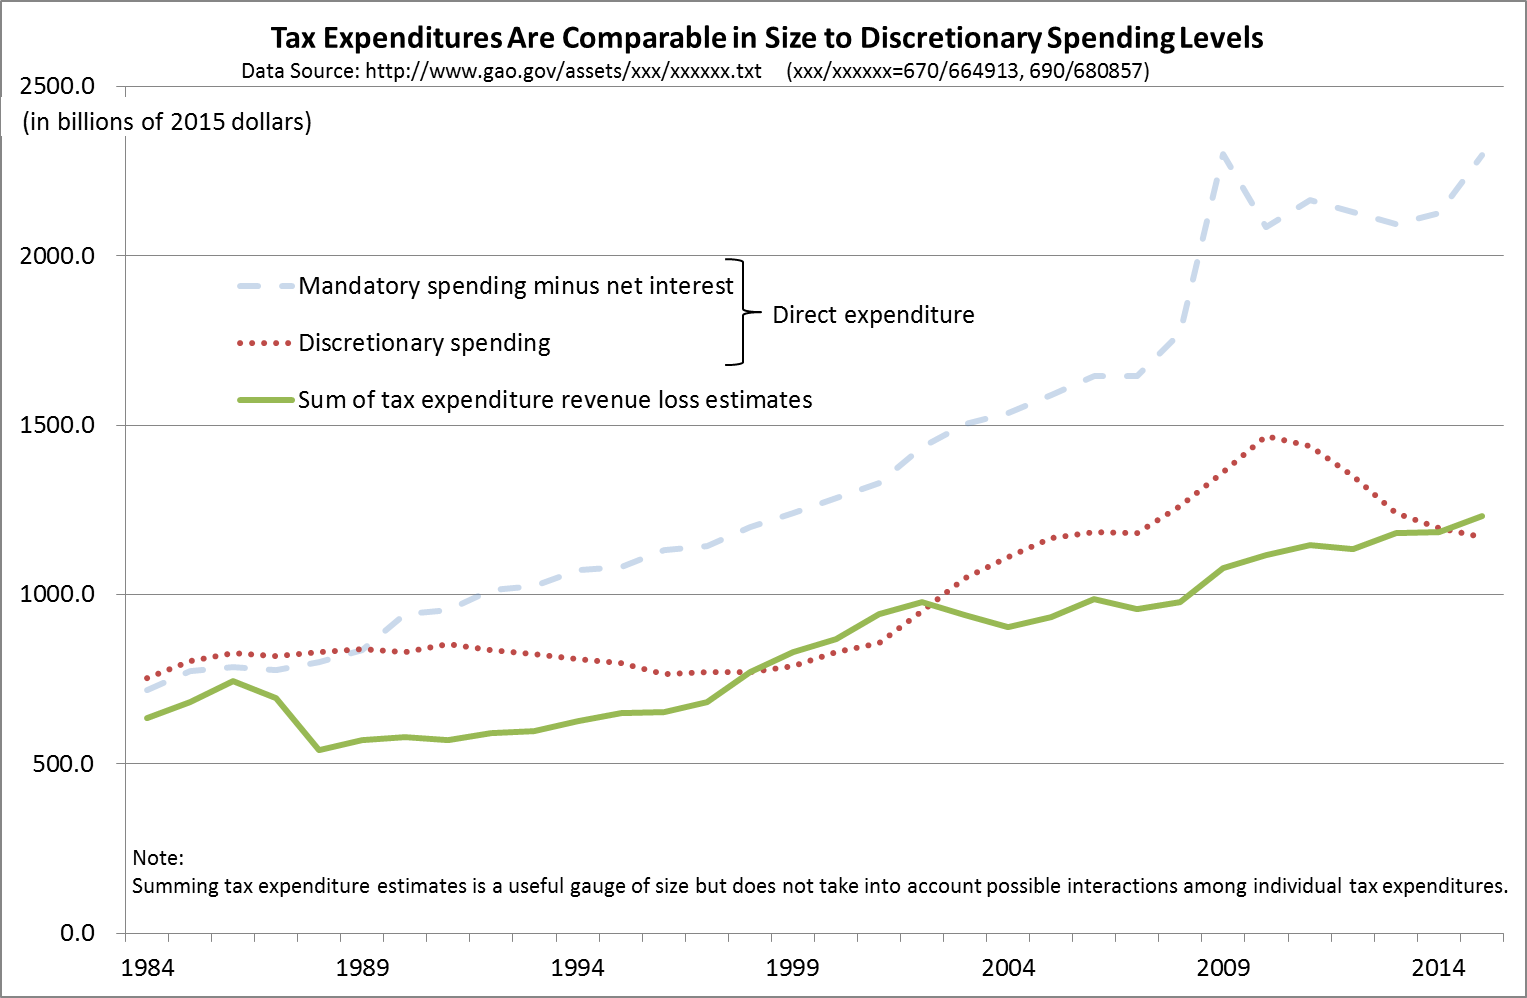 Tax Expenditures Are Comparable in Size to Discretionary Spending Levels
Data Source: http://www.gao.gov/assets/xxx/xxxxxx.txt (xxx/xxxxxx=670/664913, 690/680857)
2500.0
(in billions of 2015 dollars)
2000.0
Mandatory spending minus net interest
Direct expenditure
Discretionary spending
Sum of tax expenditure revenue loss estimates
1500.0
1000.0
500.0
Note:
Summing tax expenditure estimates is a useful gauge of size but does not take into account possible interactions among individual tax expenditures.
0.0
1984 1989 1994 1999 2004 2009 2014